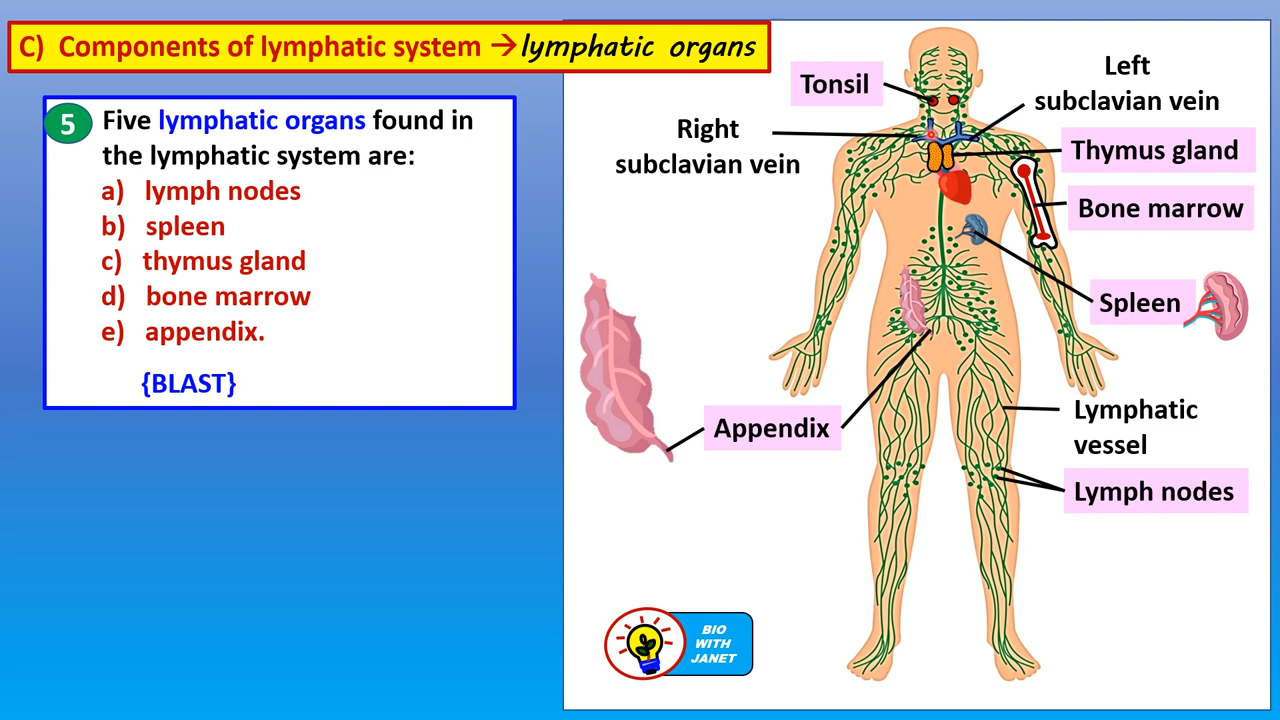 C) Components of lymphatic system → lymphatic organs
5
Five lymphatic organs found in
the lymphatic system are:
a) lymph nodes
b) spleen
c) thymus gland
d) bone marrow
e) appendix.
{BLAST}
Tonsil
Left
subclavian vein
Right
subclavian vein
Thymus gland
Bone marrow
Spleen
Appendix
Lymphatic
vessel
Lymph nodes
BIO
WITH
JANET